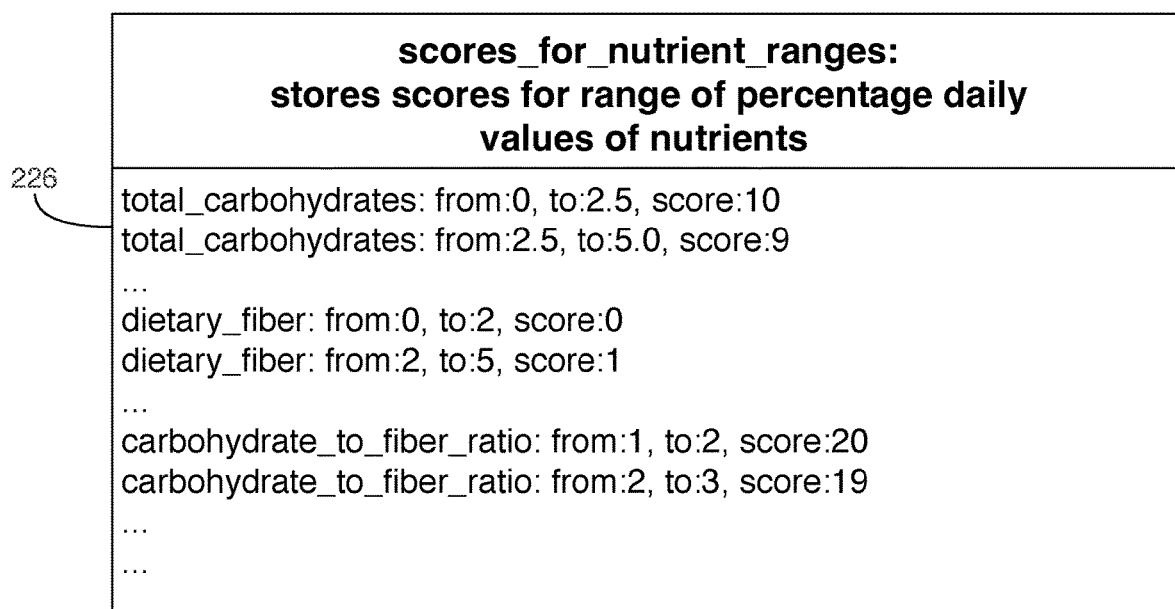 scores_for_nutrient_ranges:
stores scores for range of percentage daily
values of nutrients
226
total_carbohydrates: from:0, to:2.5, score:10
total_carbohydrates: from:2.5, to:5.0, score:9
...
dietary_fiber: from:0, to:2, score:0
dietary_fiber: from:2, to:5, score:1
...
carbohydrate_to_fiber_ratio: from:1, to:2, score:20
carbohydrate_to_fiber_ratio: from:2, to:3, score:19
...
...